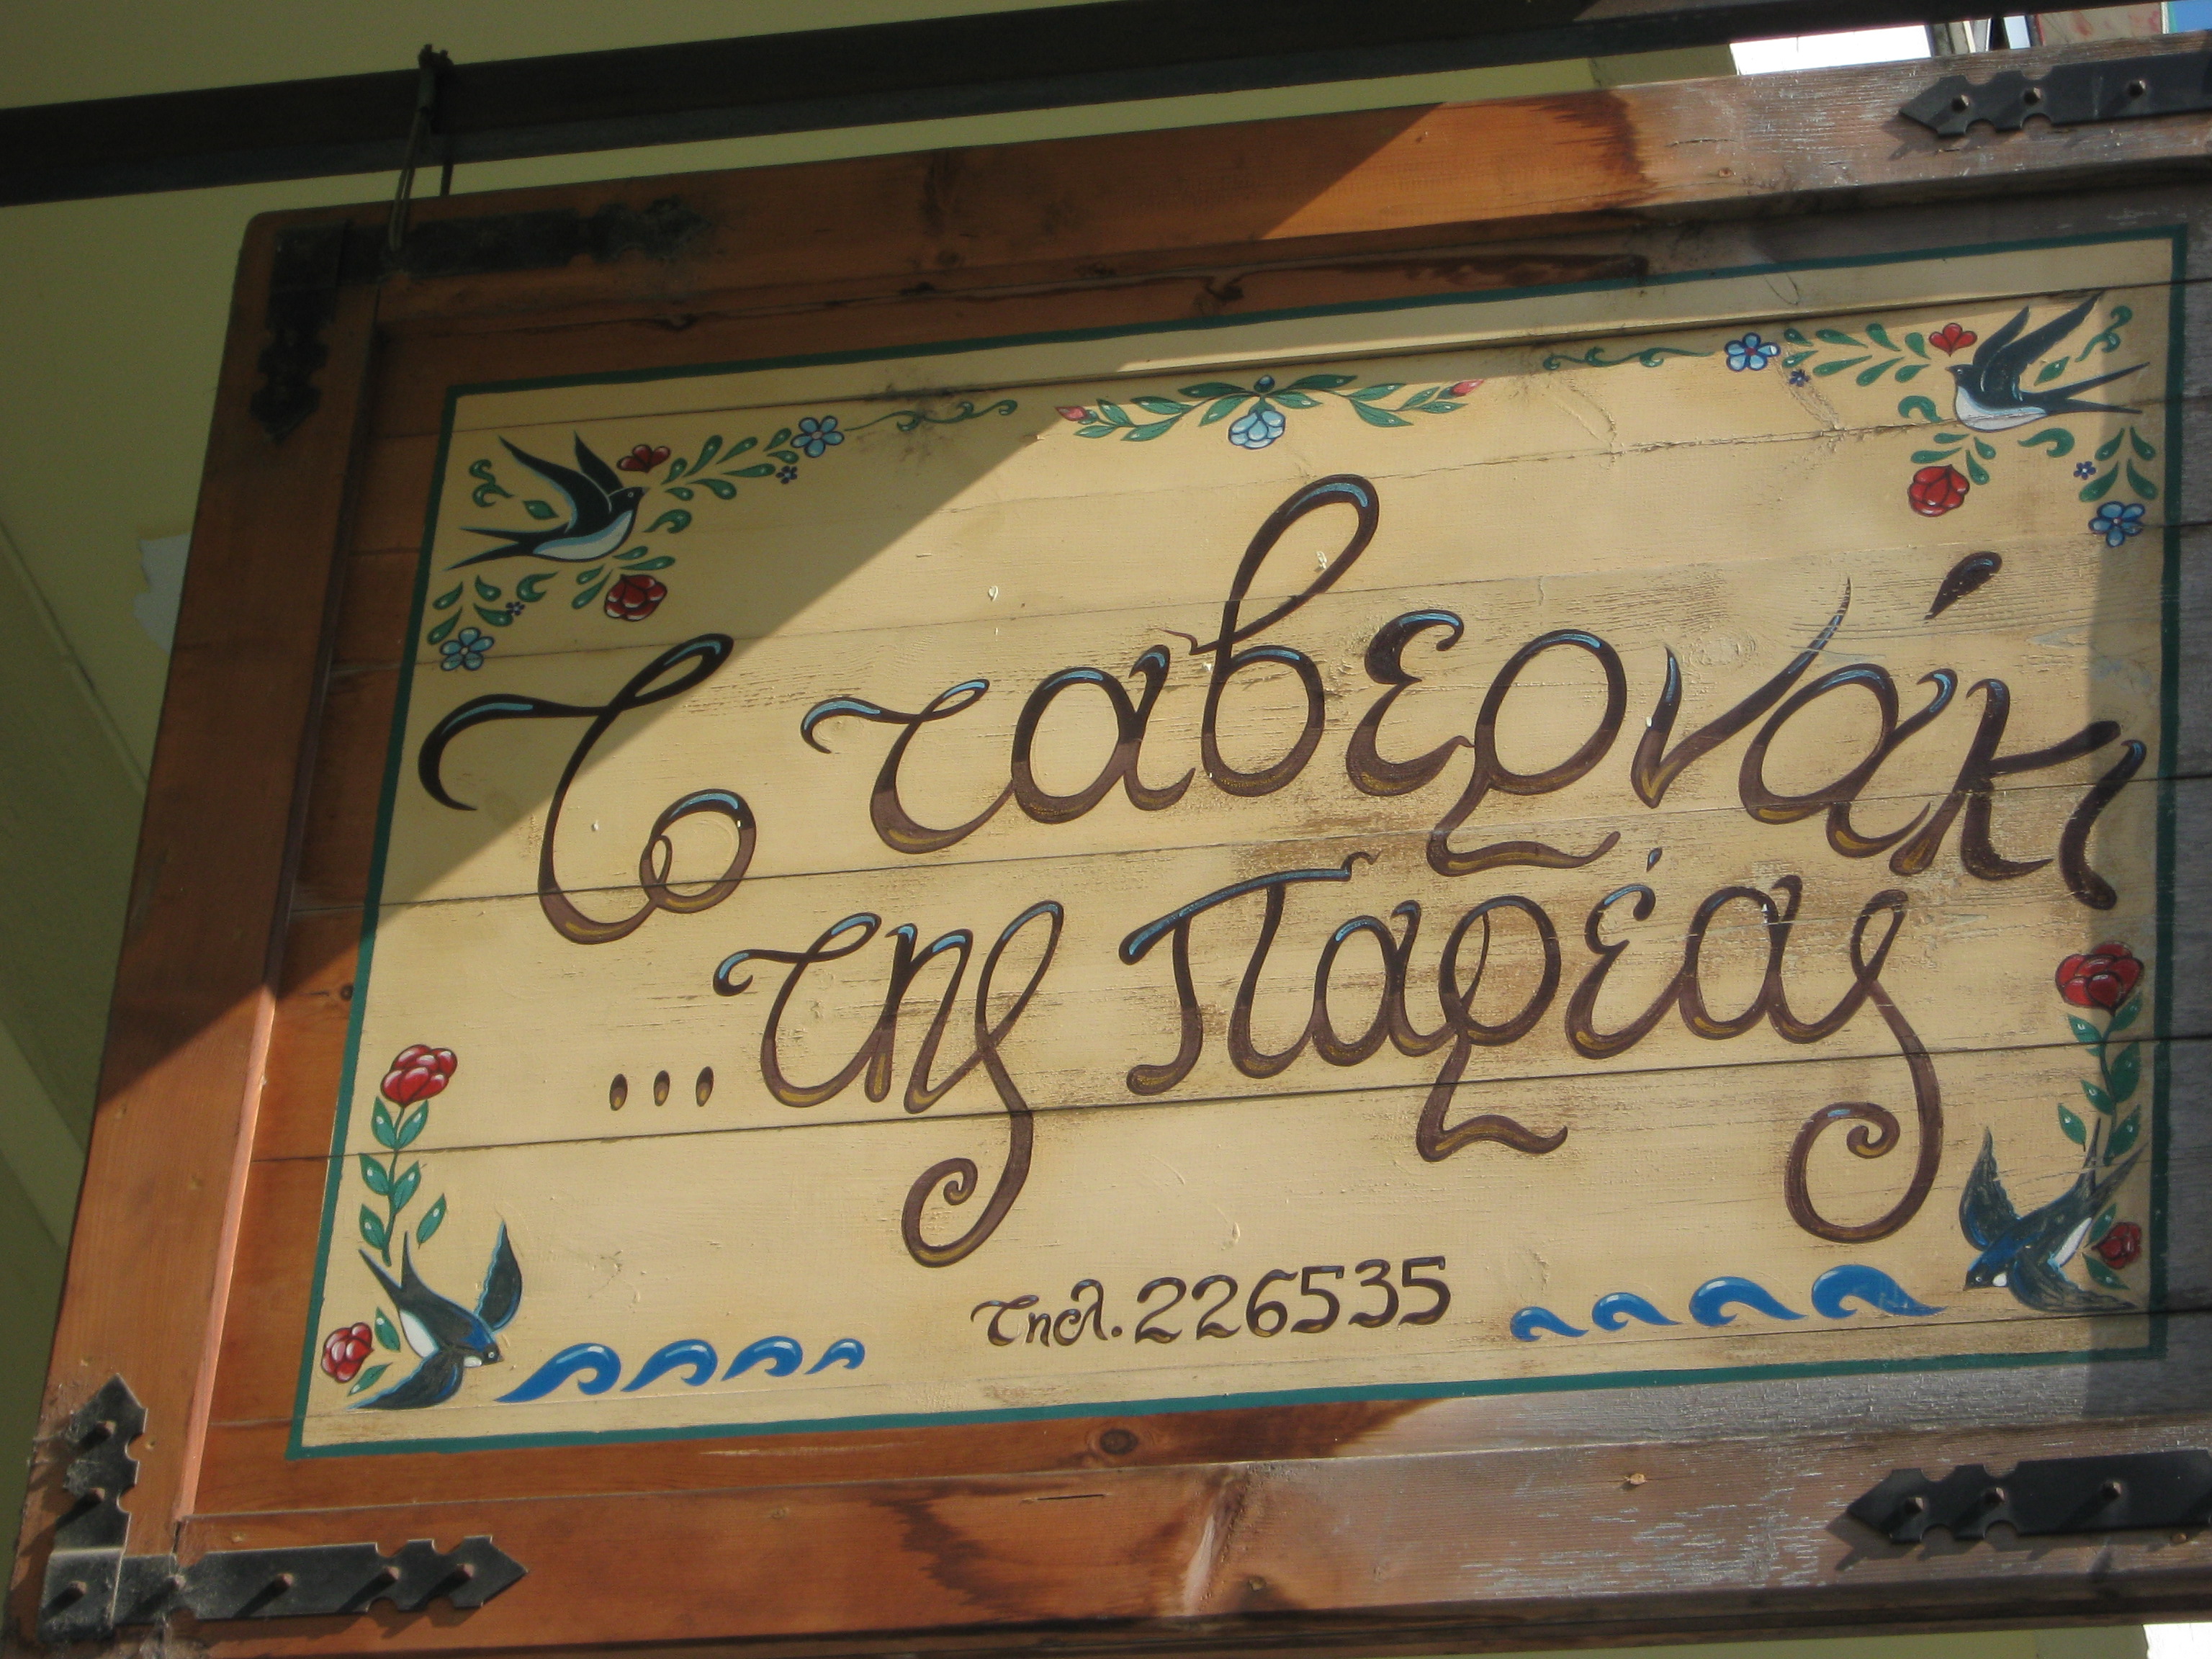 Το ταβερνάκι
...της Παρέας
τηλ. 226535